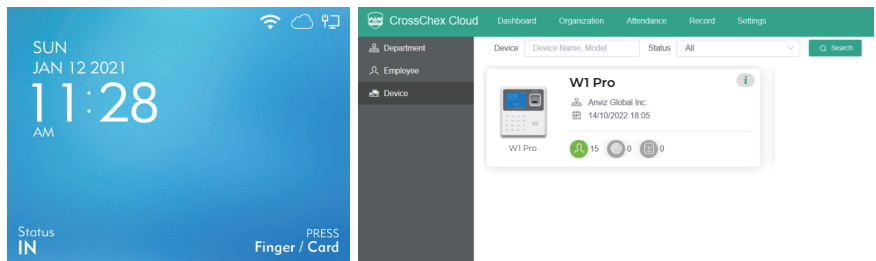 SUN
JAN 12 2021
11:28
AM
Status
IN
PRESS
Finger / Card
CrossChex Cloud
Dashboard Organization Attendance Record Settings
Department
Employee
Device
Device Device Name, Model Status All Search
W1 Pro
Anviz Global Inc.
14/10/2022 18:05
W1 Pro
15 0 0